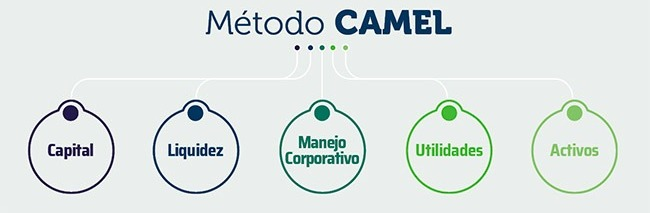 Método CAMEL
Capital
Liquidez
Manejo
Corporativo
Utilidades
Activos